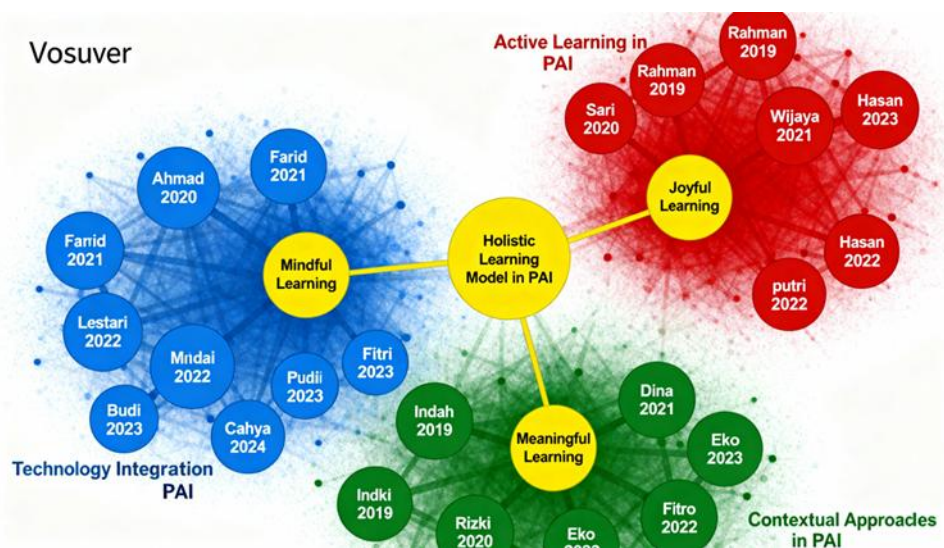 Vosuver
Active Learning in
PAI
Rahman
2019
Rahman
2019
Sari
2020
Wijaya
2021
Hasan
2023
Joyful
Learning
Hasan
2022
putri
2022
Farid
2021
Ahmad
2020
Farrid
2021
Mindful
Learning
Holistic
Learning
Model in PAI
Lestari
2022
Mndai
2022
Pudii
2023
Fitri
2023
Budi
2023
Cahya
2024
Technology Integration
PAI
Indah
2019
Dina
2021
Meaningful
Learning
Eko
2023
Indki
2019
Rizki
2020
Eko
Fitro
2022
Contextual Approacles
in PAI